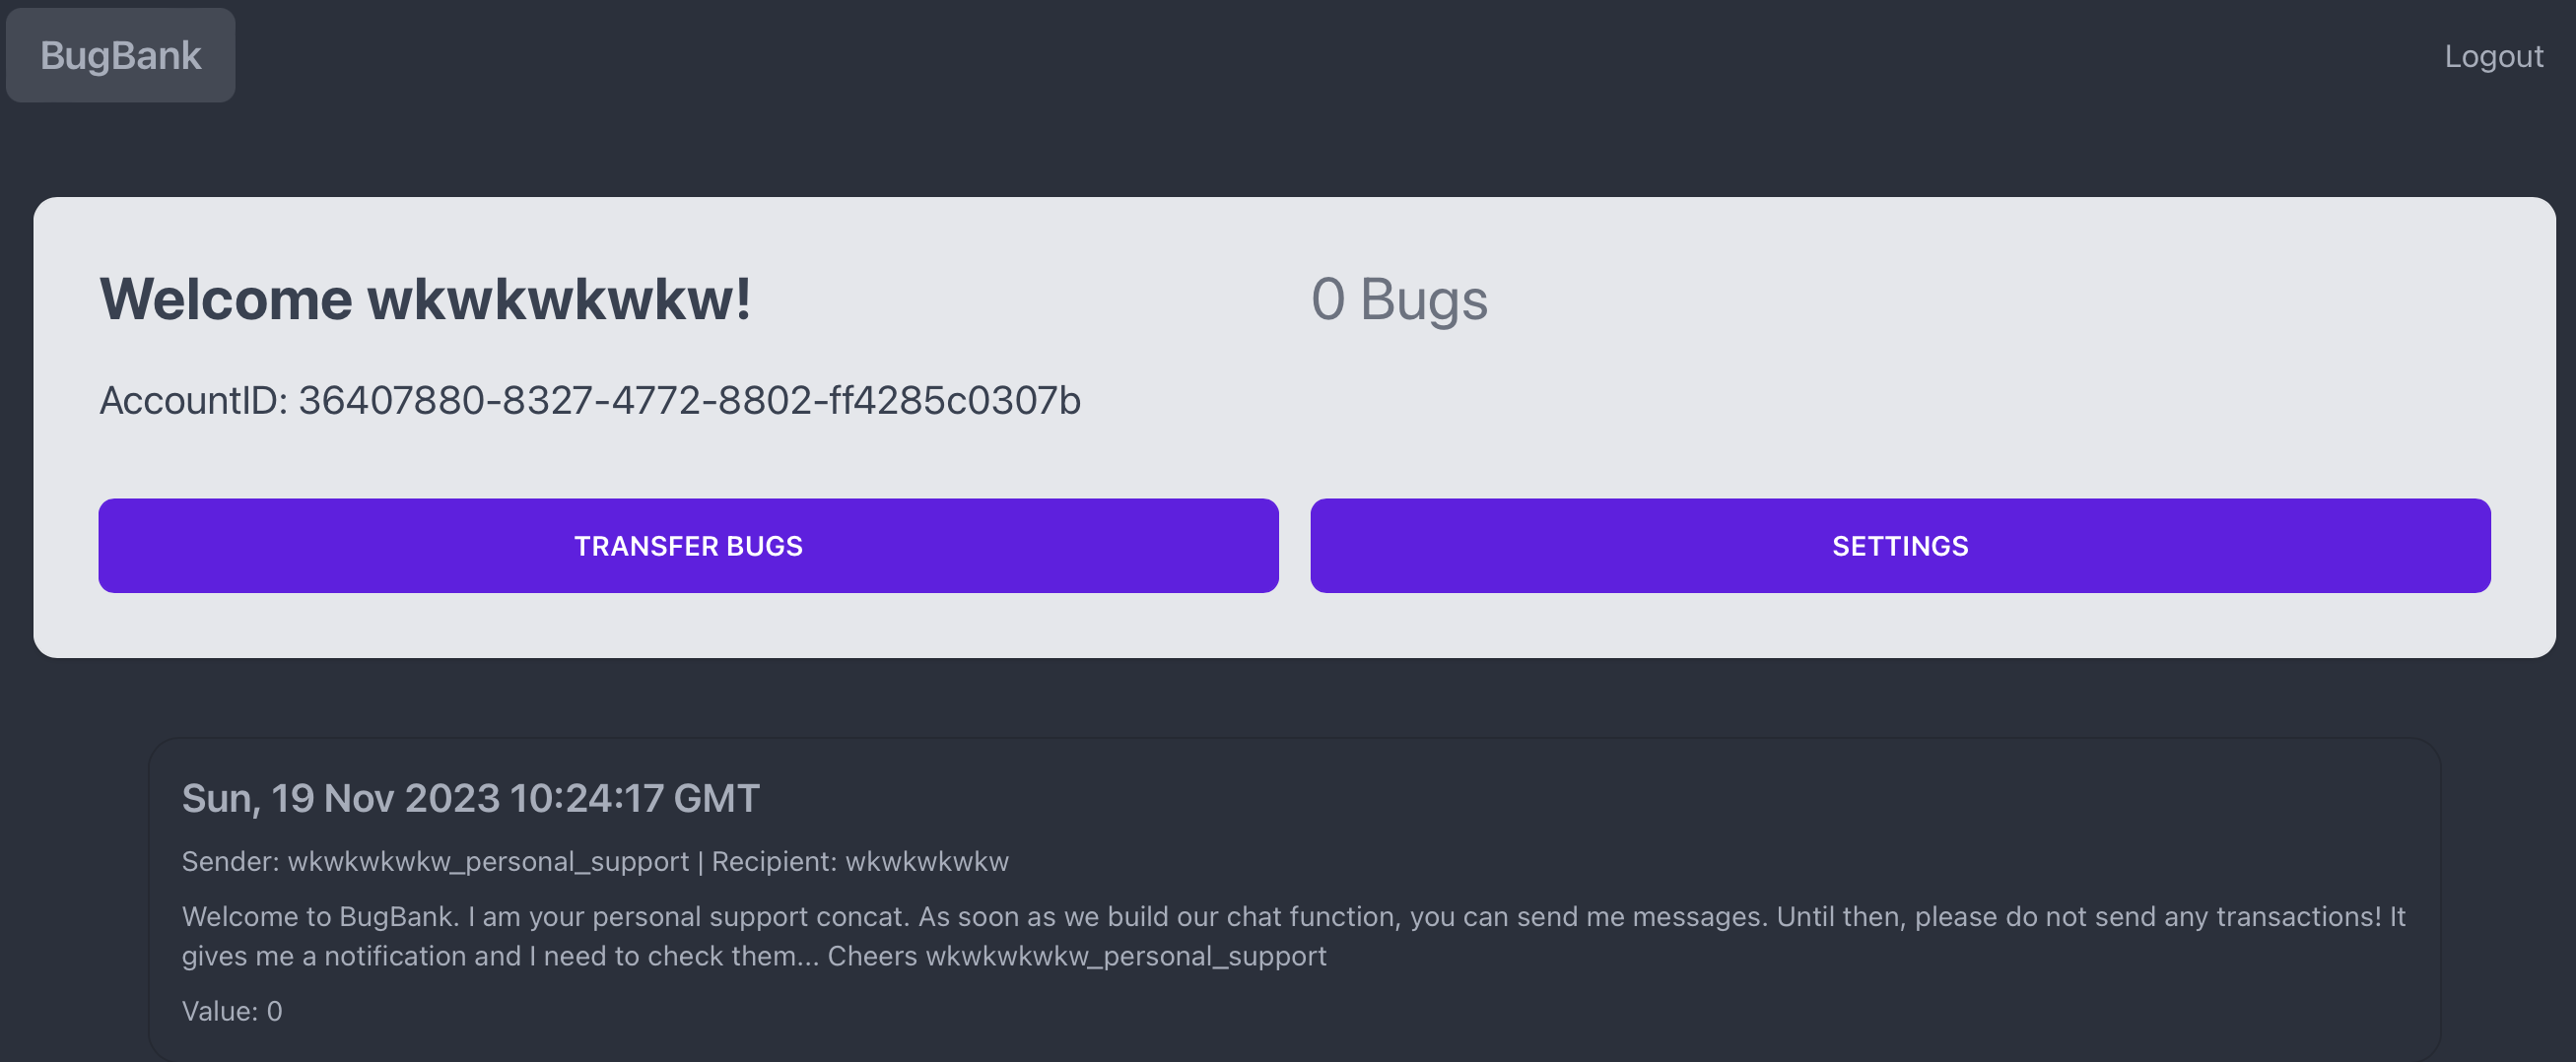 BugBank
Logout
Welcome wkwkwkwkw!
0 Bugs
AccountID: 36407880-8327-4772-8802-ff4285c0307b
TRANSFER BUGS
SETTINGS
Sun, 19 Nov 2023 10:24:17 GMT
Sender: wkwkwkwkw_personal_support | Recipient: wkwkwkwkw
Welcome to BugBank. I am your personal support concat. As soon as we build our chat function, you can send me messages. Until then, please do not send any transactions! It
gives me a notification and I need to check them... Cheers wkwkwkwkw_personal_support
Value: 0